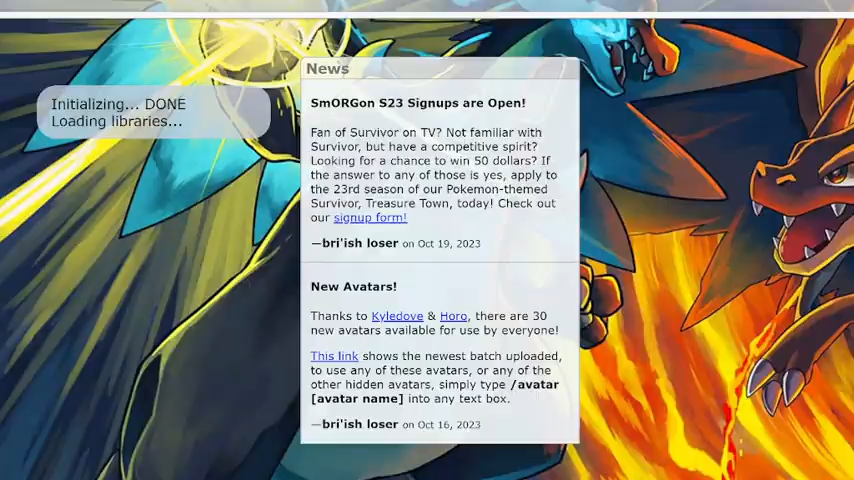 Initializing... DONE
Loading libraries...
News
SmORGon S23 Signups are Open!
Fan of Survivor on TV? Not familiar with
Survivor, but have a competitive spirit?
Looking for a chance to win 50 dollars? If
the answer to any of those is yes, apply to
the 23rd season of our Pokemon-themed
Survivor, Treasure Town, today! Check out
our signup form!
—bri'ish loser on Oct 19, 2023
New Avatars!
Thanks to Kyledove & Horo, there are 30
new avatars available for use by everyone!
This link shows the newest batch uploaded,
to use any of these avatars, or any of the
other hidden avatars, simply type /avatar
[avatar name] into any text box.
—bri'ish loser on Oct 16, 2023